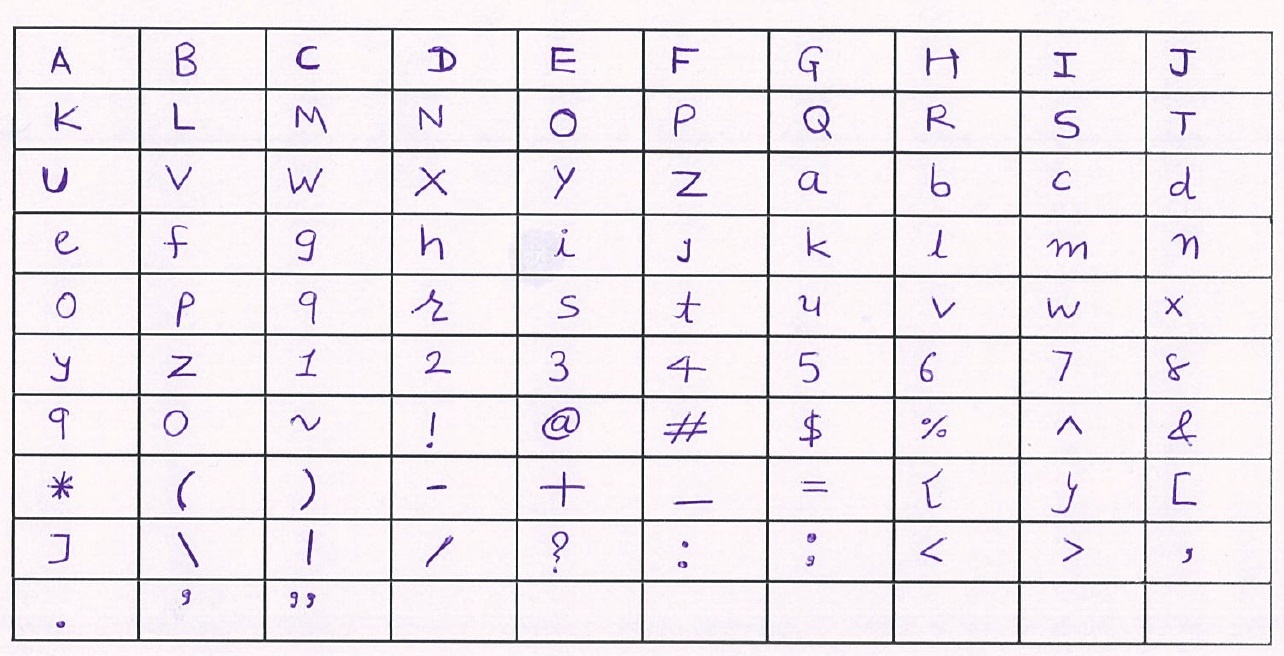 A B C D E F G H I J
K L M N O P Q R S T
U V W X Y Z a b c d
e f g h i j k l m n
o p q r s t u v w x
y z 1 2 3 4 5 6 7 8
9 0 ~ ! @ # $ % ^ &
* ( ) - + _ = { } [
] \ | / ? : ; < > ,
. ' "